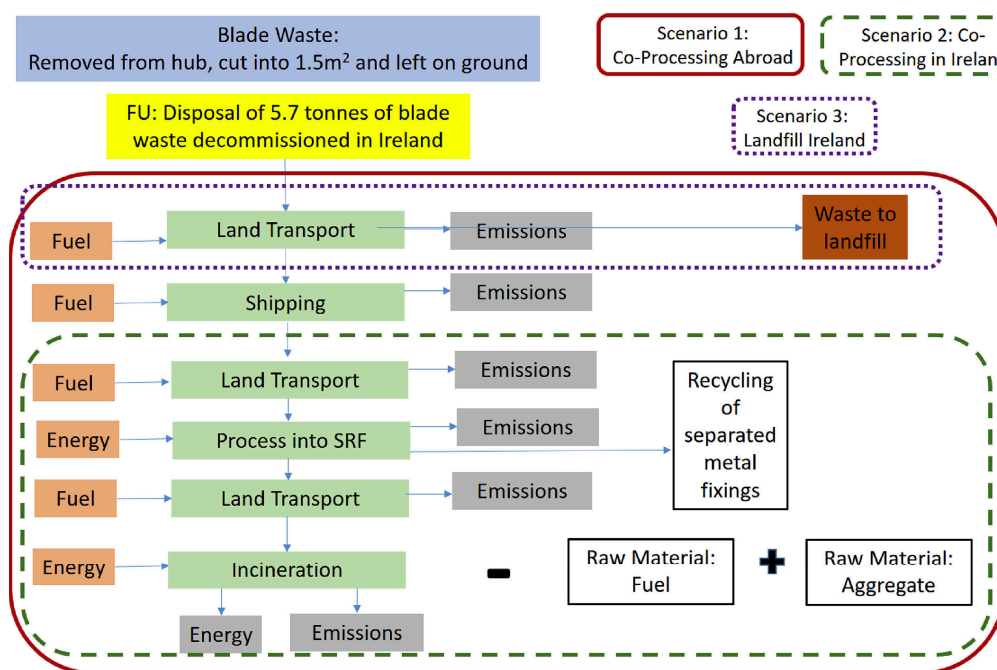 Blade Waste:
Removed from hub, cut into 1.5m² and left on ground
Scenario 1:
Co-Processing Abroad
Scenario 2: Co-
Processing in Ireland
FU: Disposal of 5.7 tonnes of blade
waste decommissioned in Ireland
Scenario 3:
Landfill Ireland
Fuel
Land Transport
Emissions
Waste to
landfill
Fuel
Shipping
Emissions
Fuel
Land Transport
Emissions
Recycling
of
separated
metal
fixings
Energy
Process into SRF
Emissions
Fuel
Land Transport
Emissions
Energy
Incineration
-
Raw Material:
Fuel
+
Raw Material:
Aggregate
Energy
Emissions